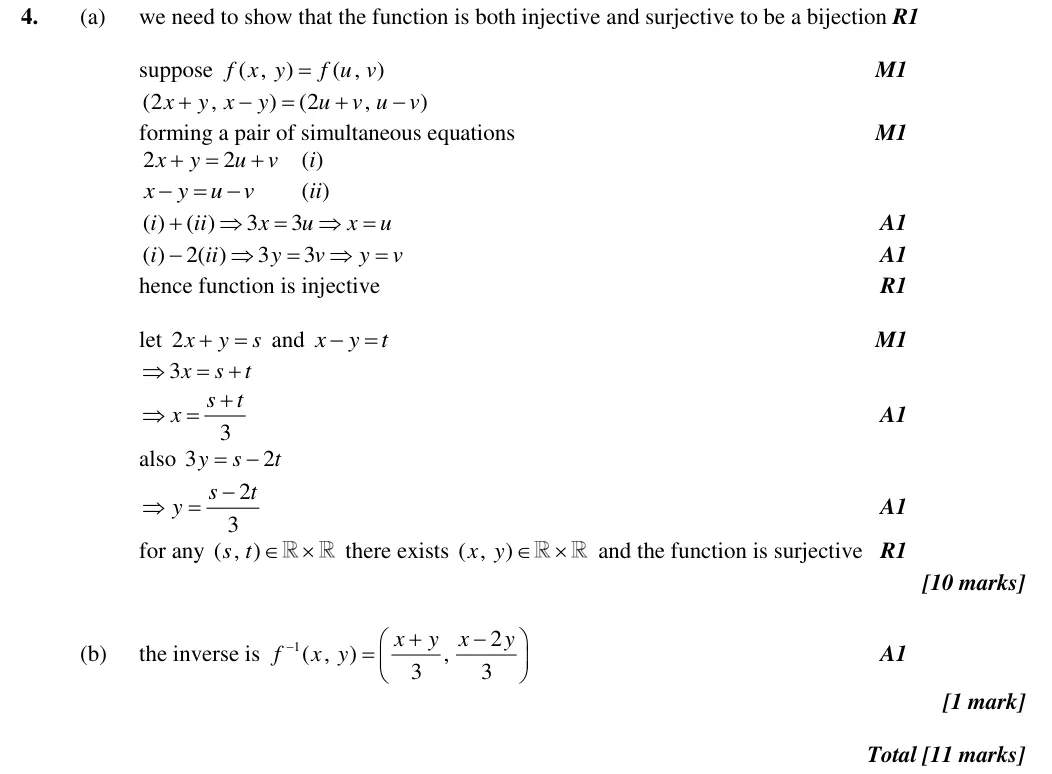 4. (a) we need to show that the function is both injective and surjective to be a bijection R1
suppose f(x, y) = f(u, v) M1
(2x + y, x − y) = (2u + v, u − v)
forming a pair of simultaneous equations M1
2x + y = 2u + v (i)
x − y = u − v (ii)
(i) + (ii) ⇒ 3x = 3u ⇒ x = u A1
(i) − 2(ii) ⇒ 3y = 3v ⇒ y = v A1
hence function is injective R1
let 2x + y = s and x − y = t M1
⇒ 3x = s + t
⇒ x = (s + t)/3 A1
also 3y = s − 2t
⇒ y = (s − 2t)/3 A1
for any (s, t) ∈ ℝ × ℝ there exists (x, y) ∈ ℝ × ℝ and the function is surjective R1
[10 marks]
(b) the inverse is f⁻¹(x, y) = ((x + y)/3, (x − 2y)/3) A1
[1 mark]
Total [11 marks]